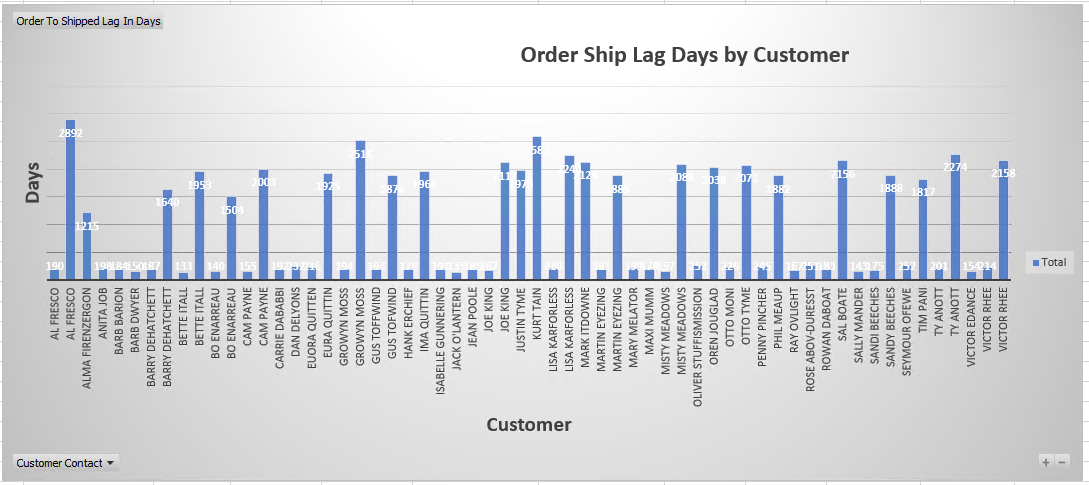 Order To Shipped Lag In Days
Order Ship Lag Days by Customer
Days
2892
1215
190
198
184
150
187
1640
133
1953
140
1504
155
2003
1925
1966
1882
2156
143
1888
1817
201
2274
154
214
2158
Total
AL FRESCO
AL FRESCO
ALMA FIRENZERGON
ANITA JOB
BARB BARION
BARB DWYER
BARRY DEHATCHETT
BARRY DEHATCHETT
BETTE ITALL
BETTE ITALL
BO ENARREAU
BO ENARREAU
CAM PAYNE
CAM PAYNE
CARRIE DABABBI
DAN DELYONS
EUORA QUITTEN
EURA QUITTIN
GROWYN MOSS
GROWYN MOSS
GUS TOFFWIND
GUS TOFWIND
HANK ERCHIEF
IMA QUITTIN
ISABELLE GUNNERING
JACK O'LANTERN
JEAN POOLE
JOE KING
JOE KING
JUSTIN TYME
KURT TAIN
LISA KARFORLESS
LISA KARFORLESS
MARK ITDOWNE
MARTIN EYEZING
MARTIN EYEZING
MARY MELATOR
MAXI MUMM
MISTY MEADOWS
MISTY MEADOWS
OLIVER STUFFISMISSION
OREN JOUGLAD
OTTO MONI
OTTO TYME
PENNY PINCHER
PHIL MEAUP
RAY OVLIGHT
ROSE ABOV-DURESST
ROWAN DABOAT
SAL BOATE
SALLY MANDER
SANDI BEECHES
SANDY BEECHES
SEYMOUR OFEWE
TIM PANI
TY ANOTT
TY ANOTT
VICTOR EDANCE
VICTOR RHEE
VICTOR RHEE
Customer
Customer Contact